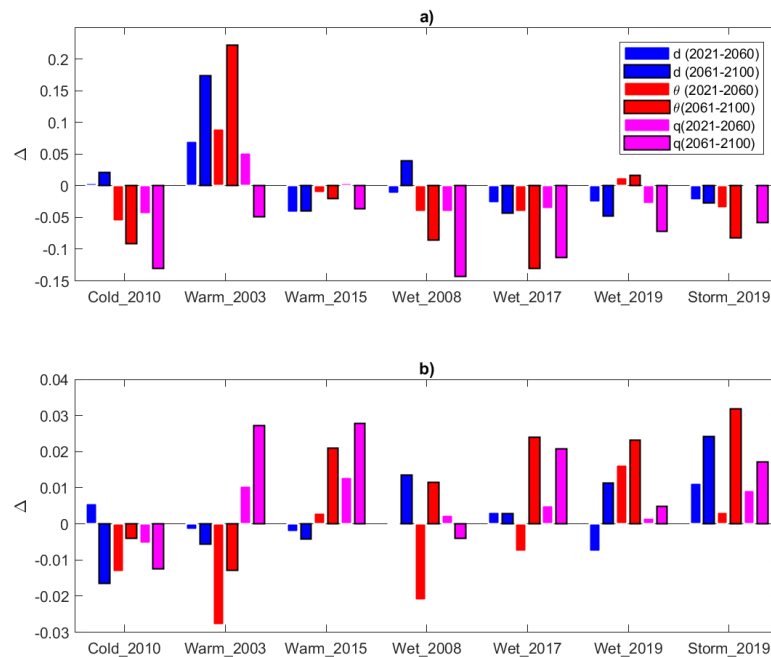 a)
0.2
0.15
0.1
0.05
0
-0.05
-0.1
-0.15
Δ
d (2021-2060)
d (2061-2100)
θ (2021-2060)
θ(2061-2100)
q(2021-2060)
q(2061-2100)
Cold_2010 Warm_2003 Warm_2015 Wet_2008 Wet_2017 Wet_2019 Storm_2019
b)
0.04
0.03
0.02
0.01
0
-0.01
-0.02
-0.03
Δ
Cold_2010 Warm_2003 Warm_2015 Wet_2008 Wet_2017 Wet_2019 Storm_2019